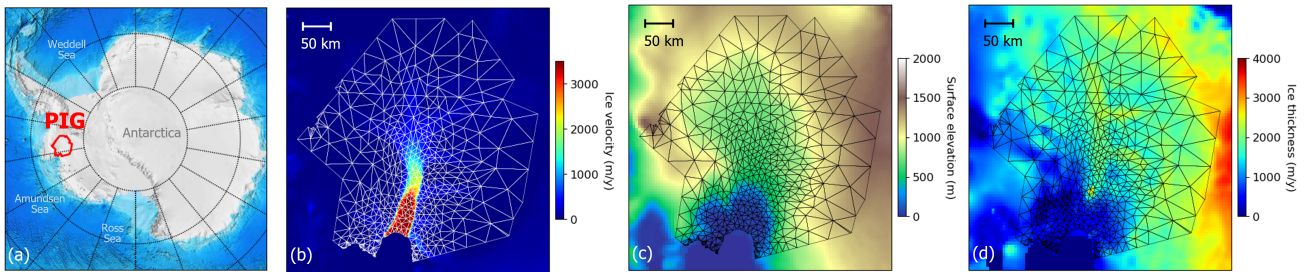 Weddell
Sea
PIG
Antarctica
Amundsen
Sea
Ross
Sea
(a)
50 km
(b)
3000
2000
1000
0
Ice velocity (m/y)
50 km
(c)
2000
1500
1000
500
0
Surface elevation (m)
50 km
(d)
4000
3000
2000
1000
0
Ice thickness (m/y)